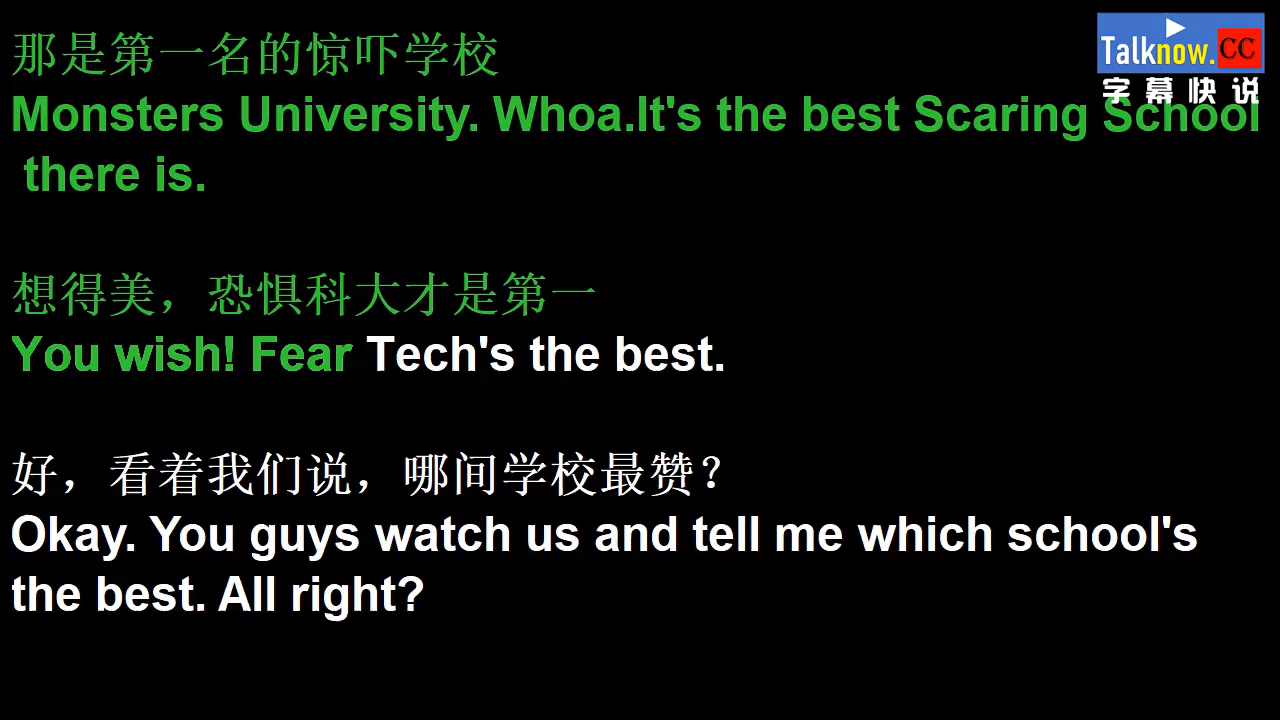 那是第一名的惊吓学校
Talknow.CC
字幕快说
Monsters University. Whoa.It's the best Scaring School
there is.
想得美，恐惧科大才是第一
You wish! Fear Tech's the best.
好，看着我们说，哪间学校最赞？
Okay. You guys watch us and tell me which school's
the best. All right?